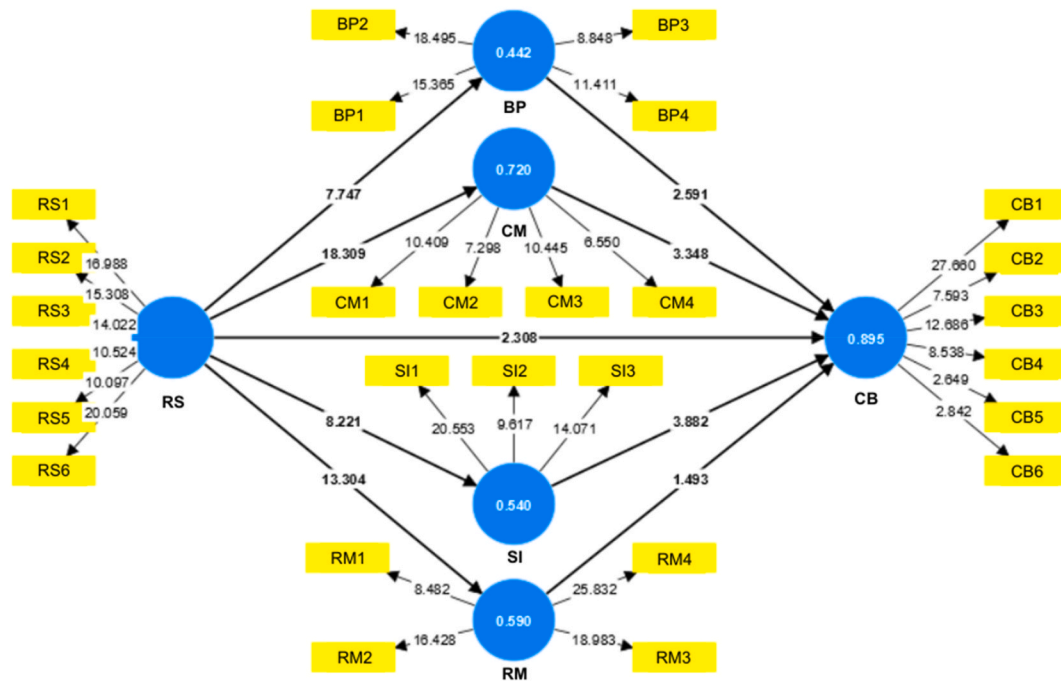 BP2
18.495
0.442
8.848
BP3
BP1
15.365
BP
11.411
BP4
7.747
0.720
2.591
RS1
CM
CB1
16.988
18.309
10.409
7.298
10.445
6.550
3.348
27.660
RS2
CB2
15.308
7.593
RS3
CM1
CM2
CM3
CM4
12.686
CB3
14.022
2.308
0.895
RS4
10.524
8.538
CB4
SI1
SI2
SI3
10.097
RS
CB
2.649
RS5
20.059
8.221
20.553
9.617
14.071
3.882
2.842
CB5
RS6
13.304
1.493
CB6
0.540
SI
RM1
RM4
8.482
25.832
0.590
RM2
16.428
18.983
RM3
RM